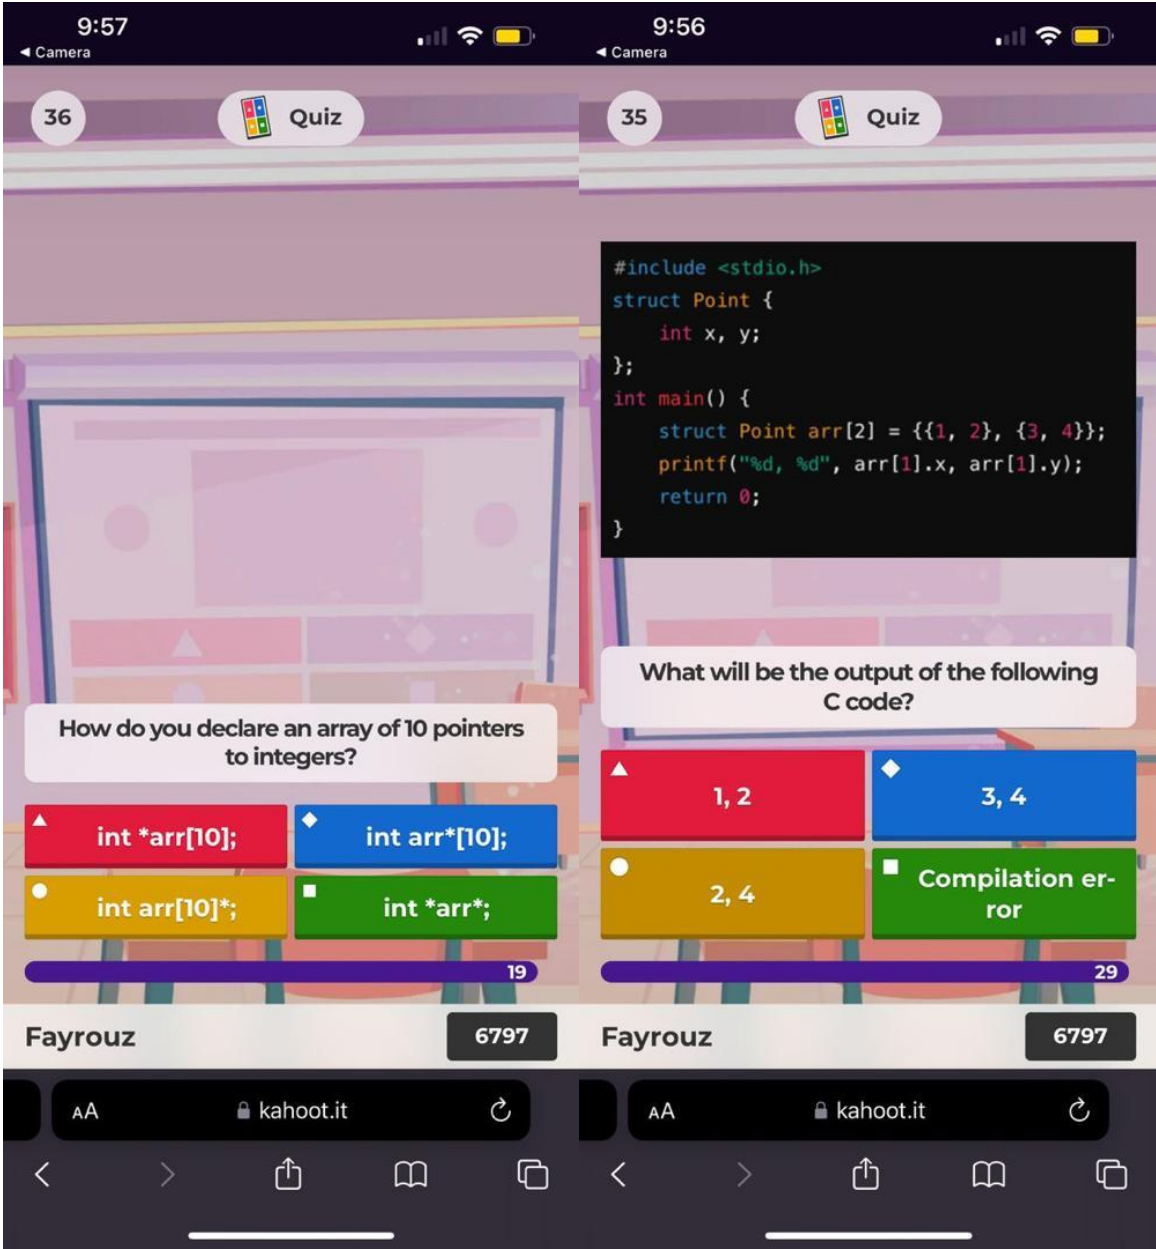 9:57
◀ Camera
36
Quiz
How do you declare an array of 10 pointers
to integers?
int *arr[10];
int arr*[10];
int arr[10]*;
int *arr*;
19
Fayrouz
6797
AA
kahoot.it
9:56
◀ Camera
35
Quiz
#include <stdio.h>
struct Point {
    int x, y;
};
int main() {
    struct Point arr[2] = {{1, 2}, {3, 4}};
    printf("%d, %d", arr[1].x, arr[1].y);
    return 0;
}
What will be the output of the following
C code?
1, 2
3, 4
2, 4
Compilation er-
ror
29
Fayrouz
6797
AA
kahoot.it